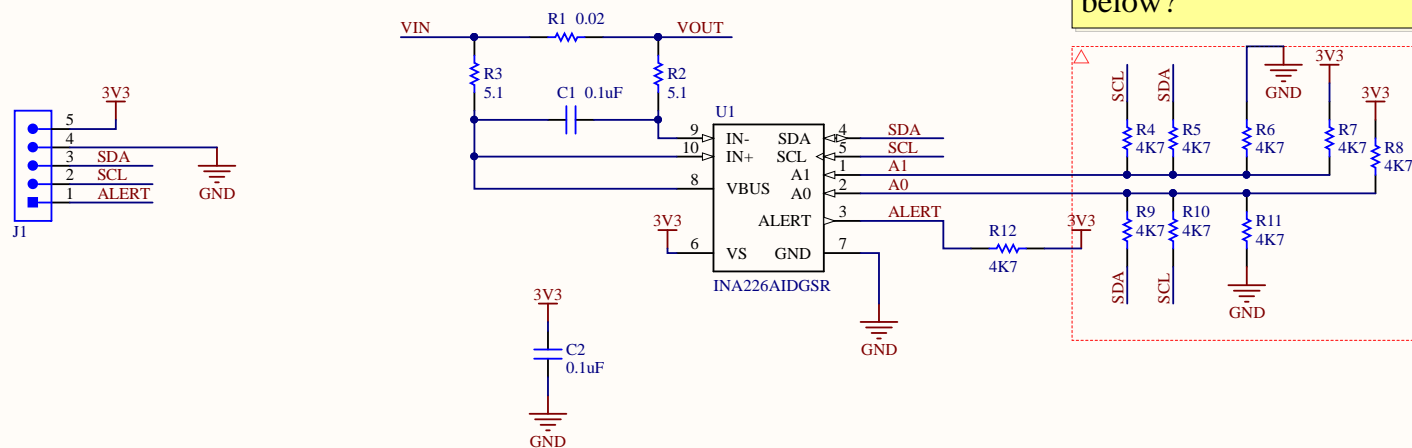 below?
VIN
R1 0.02
VOUT
R3
5.1
R2
5.1
C1 0.1uF
3V3
5
4
3
SDA
2
SCL
1
ALERT
GND
J1
U1
9
IN-
10
IN+
8
VBUS
3V3
6
VS
SDA
4
SDA
SCL
5
SCL
A1
1
A1
A0
2
A0
ALERT
3
ALERT
GND
7
INA226AIDGSR
GND
R12
4K7
3V3
SCL
SDA
GND
3V3
3V3
R4
4K7
R5
4K7
R6
4K7
R7
4K7
R8
4K7
R9
4K7
R10
4K7
R11
4K7
SDA
SCL
GND
3V3
C2
0.1uF
GND